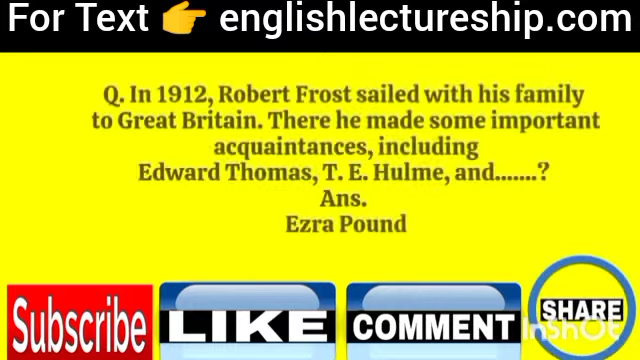 For Text 👉 englishlectureship.com
Q. In 1912, Robert Frost sailed with his family
to Great Britain. There he made some important
acquaintances, including
Edward Thomas, T. E. Hulme, and.......?
Ans.
Ezra Pound
Subscribe LIKE COMMENT SHARE
InShOt